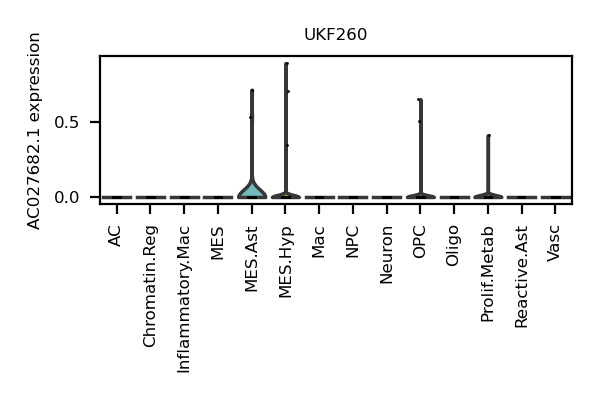 UKF260
AC027682.1 expression
0.5
0.0
AC
Chromatin.Reg
Inflammatory.Mac
MES
MES.Ast
MES.Hyp
Mac
NPC
Neuron
OPC
Oligo
Prolif.Metab
Reactive.Ast
Vasc